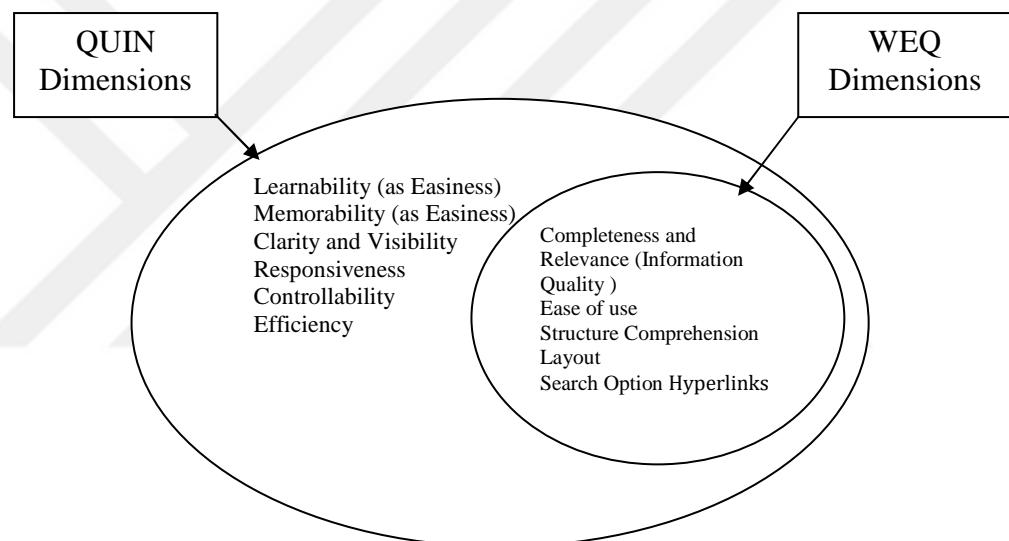 QUIN
Dimensions
WEQ
Dimensions
Learnability (as Easiness)
Memorability (as Easiness)
Clarity and Visibility
Responsiveness
Controllability
Efficiency
Completeness and
Relevance (Information
Quality )
Ease of use
Structure Comprehension
Layout
Search Option Hyperlinks